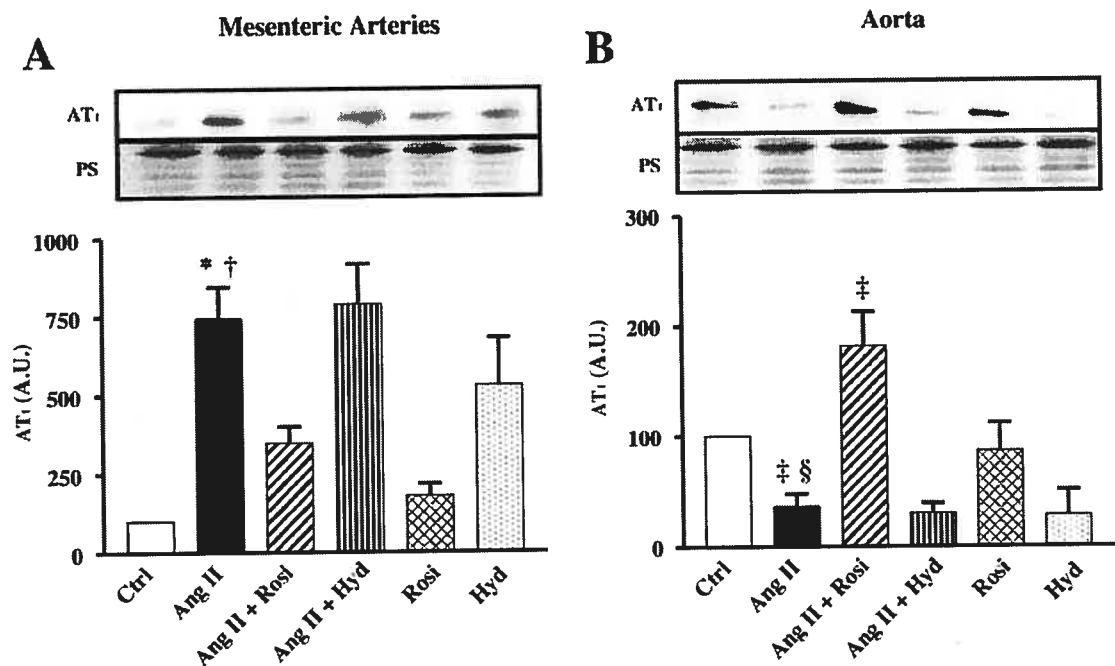 Mesenteric Arteries
A
AT₁
PS
1000
750
500
250
0
AT₁ (A.U.)
* †
Ctrl
Ang II
Ang II + Rosi
Ang II + Hyd
Rosi
Hyd
Aorta
B
AT₁
PS
300
200
100
0
AT₁ (A.U.)
‡ §
‡
Ctrl
Ang II
Ang II + Rosi
Ang II + Hyd
Rosi
Hyd